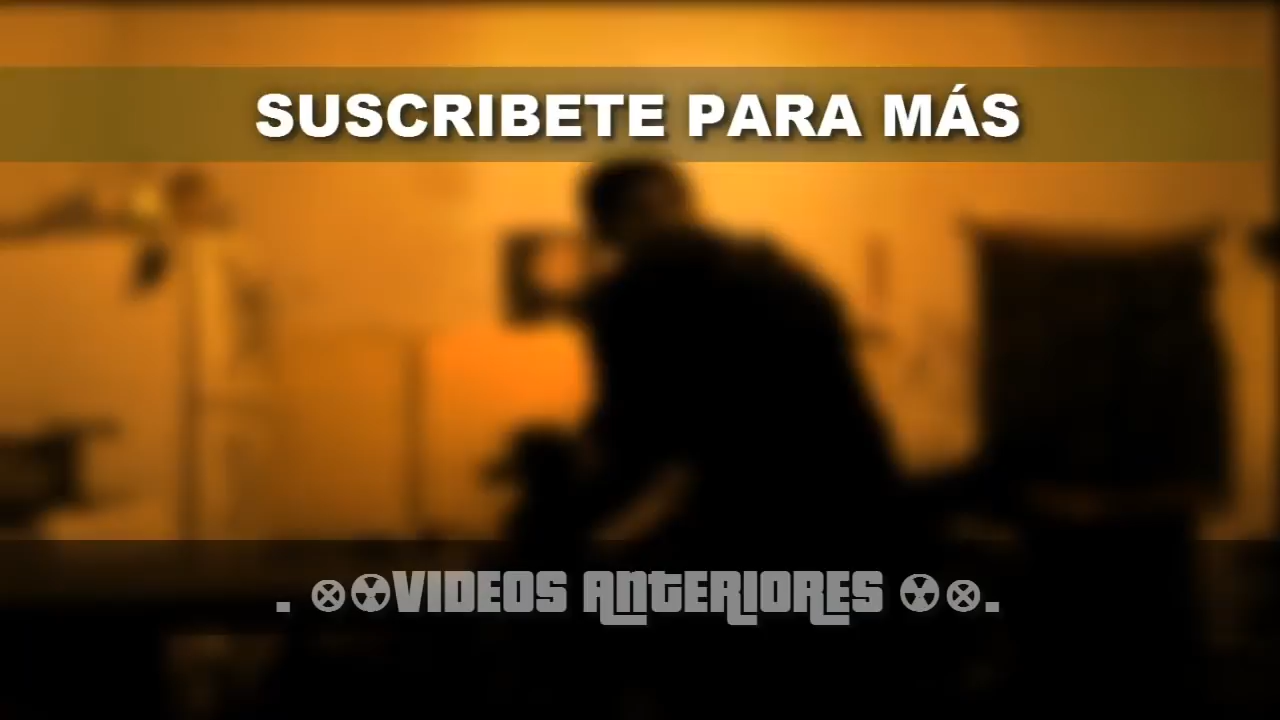 SUSCRIBETE PARA MÁS
. ⊗☢VIDEOS ANTERIORES ☢⊗.